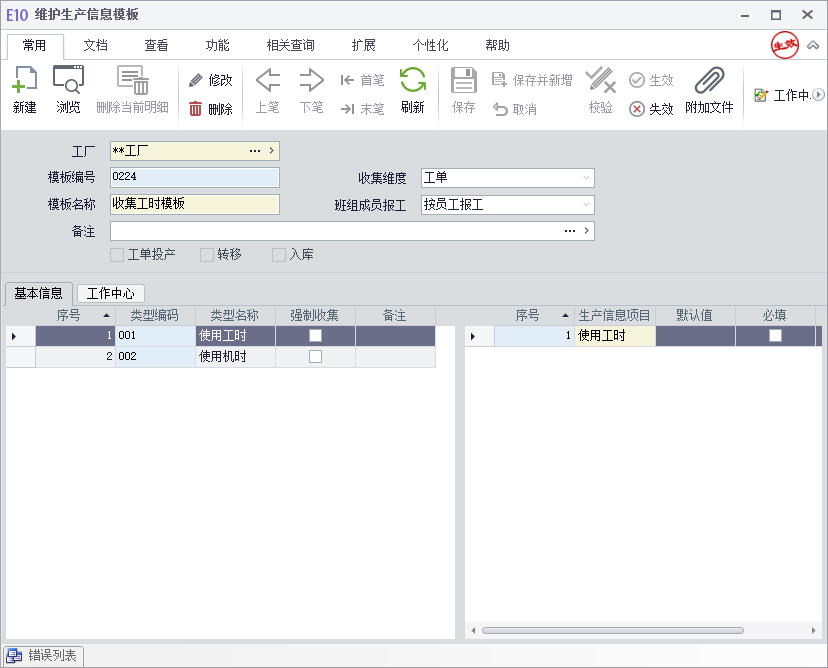 E10 维护生产信息模板
常用 文档 查看 功能 相关查询 扩展 个性化 帮助 生效
新建 浏览 删除当前明细 修改 删除 上笔 下笔 首笔 末笔 刷新 保存 保存并新增 取消 校验 生效 失效 附加文件 工作中.
工厂 **工厂
模板编号 0224 收集维度 工单
模板名称 收集工时模板 班组成员报工 按员工报工
备注
工单投产 转移 入库
基本信息 工作中心
序号 类型编码 类型名称 强制收集 备注 序号 生产信息项目 默认值 必填
1 001 使用工时 1 使用工时
2 002 使用机时
错误列表